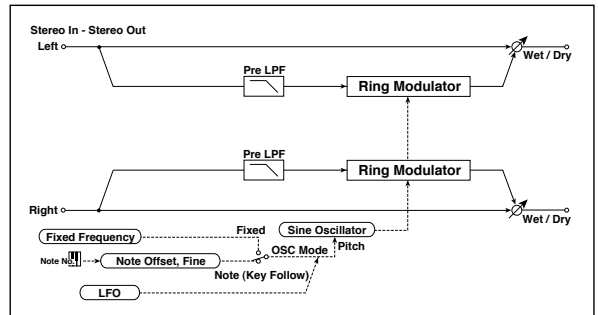 Stereo In - Stereo Out
Left
Wet / Dry
Pre LPF
Ring Modulator
Pre LPF
Ring Modulator
Right
Wet / Dry
Fixed Frequency
Fixed
Sine Oscillator
OSC Mode
Pitch
Note No.
Note Offset, Fine
Note (Key Follow)
LFO